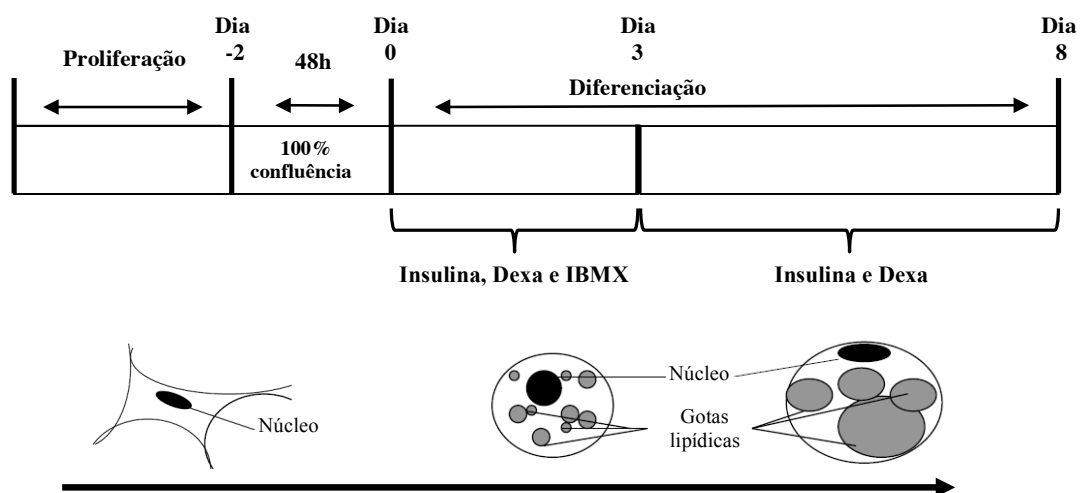 Dia
-2
Dia
0
Dia
3
Dia
8
Proliferação
48h
Diferenciação
100%
confluência
Insulina, Dexa e IBMX
Insulina e Dexa
Núcleo
Núcleo
Gotas
lipídicas